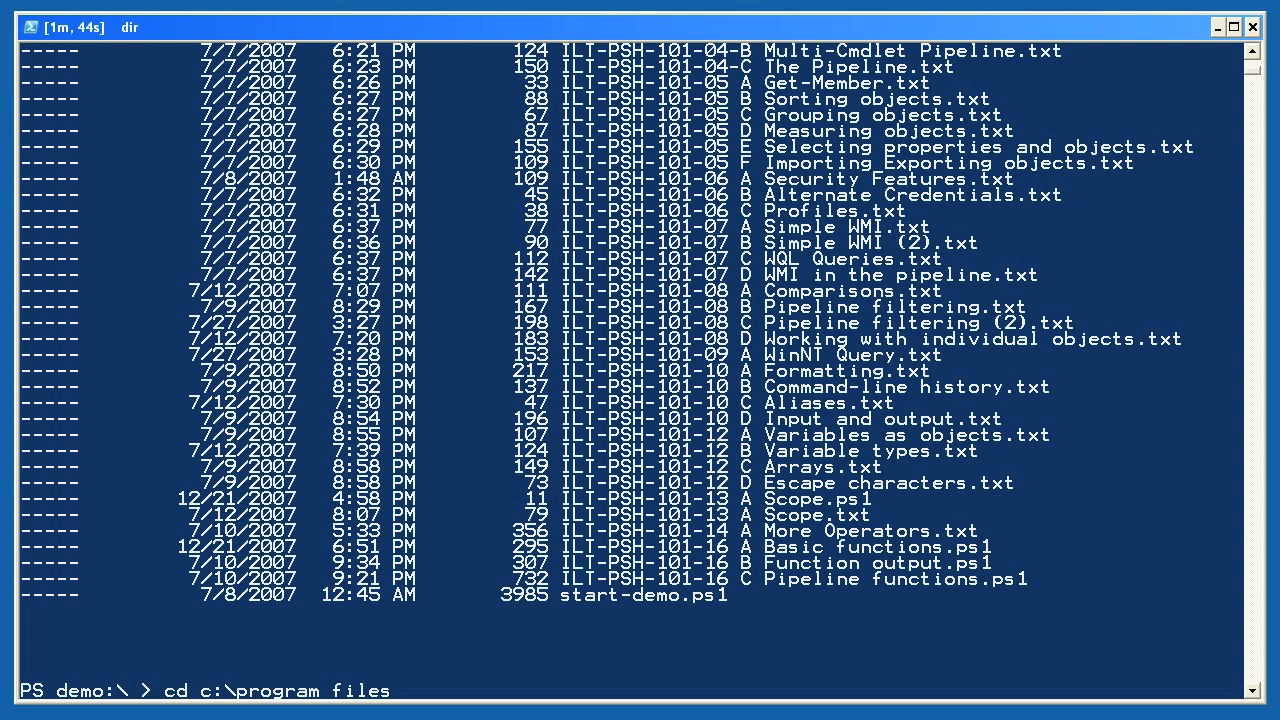 [1m, 44s] dir
----- 7/7/2007 6:21 PM 124 ILT-PSH-101-04-B Multi-Cmdlet Pipeline.txt
----- 7/7/2007 6:23 PM 150 ILT-PSH-101-04-C The Pipeline.txt
----- 7/7/2007 6:26 PM 33 ILT-PSH-101-05 A Get-Member.txt
----- 7/7/2007 6:27 PM 88 ILT-PSH-101-05 B Sorting objects.txt
----- 7/7/2007 6:27 PM 67 ILT-PSH-101-05 C Grouping objects.txt
----- 7/7/2007 6:28 PM 87 ILT-PSH-101-05 D Measuring objects.txt
----- 7/7/2007 6:29 PM 155 ILT-PSH-101-05 E Selecting properties and objects.txt
----- 7/7/2007 6:30 PM 109 ILT-PSH-101-05 F Importing Exporting objects.txt
----- 7/8/2007 1:48 AM 109 ILT-PSH-101-06 A Security Features.txt
----- 7/7/2007 6:32 PM 45 ILT-PSH-101-06 B Alternate Credentials.txt
----- 7/7/2007 6:31 PM 38 ILT-PSH-101-06 C Profiles.txt
----- 7/7/2007 6:37 PM 77 ILT-PSH-101-07 A Simple WMI.txt
----- 7/7/2007 6:36 PM 90 ILT-PSH-101-07 B Simple WMI (2).txt
----- 7/7/2007 6:37 PM 112 ILT-PSH-101-07 C WQL Queries.txt
----- 7/7/2007 6:37 PM 142 ILT-PSH-101-07 D WMI in the pipeline.txt
----- 7/12/2007 7:07 PM 111 ILT-PSH-101-08 A Comparisons.txt
----- 7/9/2007 8:29 PM 167 ILT-PSH-101-08 B Pipeline filtering.txt
----- 7/27/2007 3:27 PM 198 ILT-PSH-101-08 C Pipeline filtering (2).txt
----- 7/12/2007 7:20 PM 183 ILT-PSH-101-08 D Working with individual objects.txt
----- 7/27/2007 3:28 PM 153 ILT-PSH-101-09 A WinNT Query.txt
----- 7/9/2007 8:50 PM 217 ILT-PSH-101-10 A Formatting.txt
----- 7/9/2007 8:52 PM 137 ILT-PSH-101-10 B Command-line history.txt
----- 7/12/2007 7:30 PM 47 ILT-PSH-101-10 C Aliases.txt
----- 7/9/2007 8:54 PM 196 ILT-PSH-101-10 D Input and output.txt
----- 7/9/2007 8:55 PM 107 ILT-PSH-101-12 A Variables as objects.txt
----- 7/12/2007 7:39 PM 124 ILT-PSH-101-12 B Variable types.txt
----- 7/9/2007 8:58 PM 149 ILT-PSH-101-12 C Arrays.txt
----- 7/9/2007 8:58 PM 73 ILT-PSH-101-12 D Escape characters.txt
----- 12/21/2007 4:58 PM 11 ILT-PSH-101-13 A Scope.ps1
----- 7/12/2007 8:07 PM 79 ILT-PSH-101-13 A Scope.txt
----- 7/10/2007 5:33 PM 356 ILT-PSH-101-14 A More Operators.txt
----- 12/21/2007 6:51 PM 295 ILT-PSH-101-16 A Basic functions.ps1
----- 7/10/2007 9:34 PM 307 ILT-PSH-101-16 B Function output.ps1
----- 7/10/2007 9:21 PM 732 ILT-PSH-101-16 C Pipeline functions.ps1
----- 7/8/2007 12:45 AM 3985 start-demo.ps1
PS demo:\ > cd c:\program files